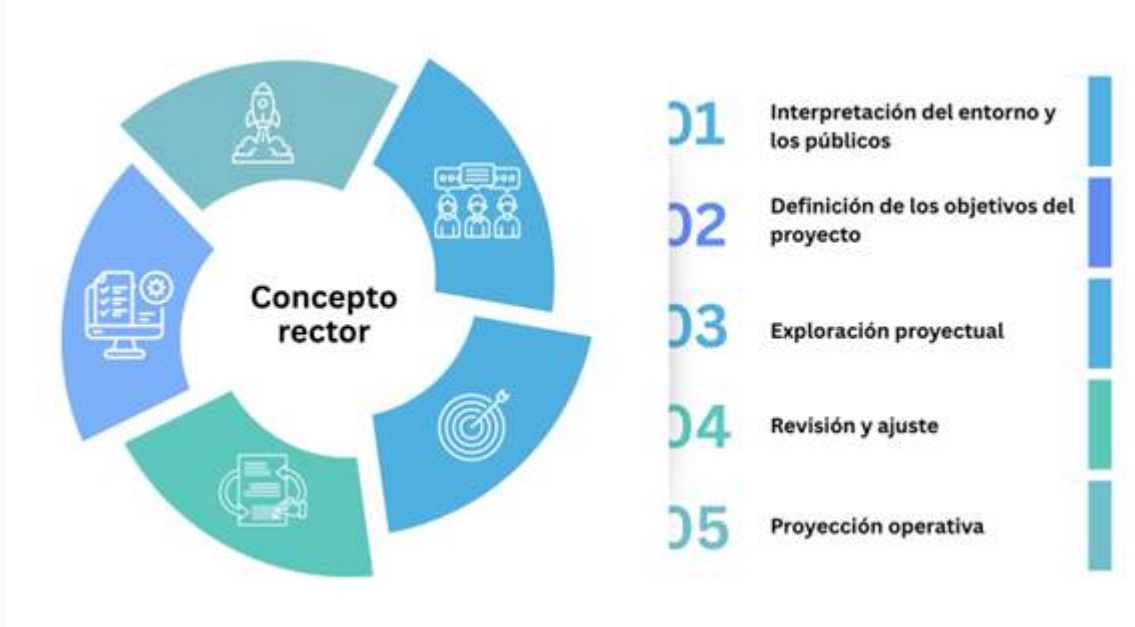 Concepto
rector
01
Interpretación del entorno y
los públicos
02
Definición de los objetivos del
proyecto
03
Exploración proyectual
04
Revisión y ajuste
05
Proyección operativa